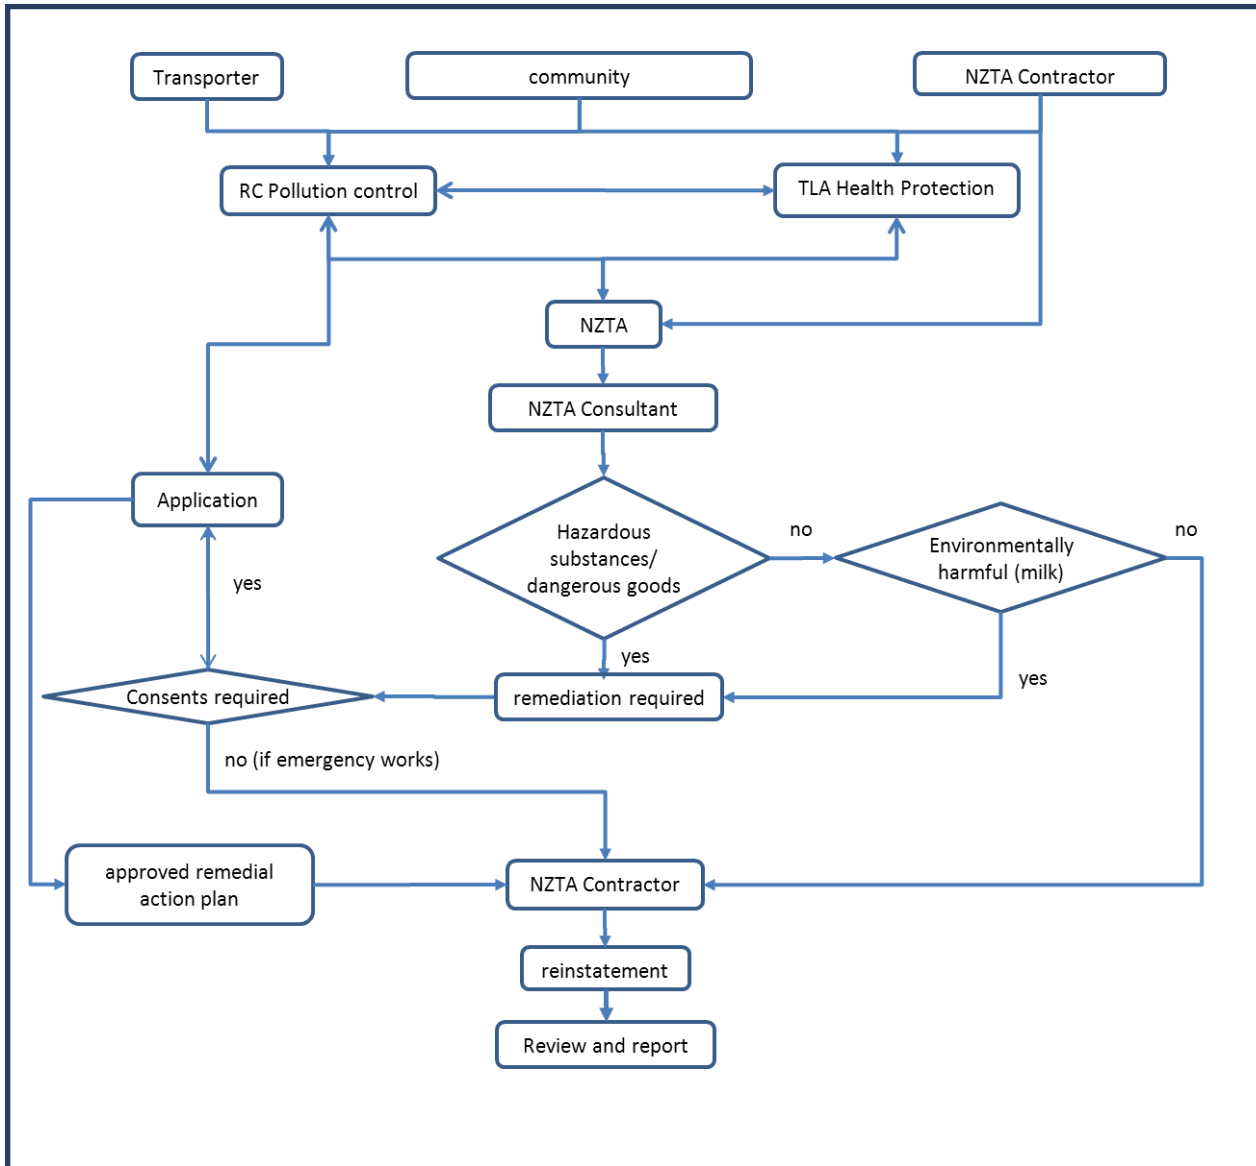 Transporter
community
NZTA Contractor
RC Pollution control
TLA Health Protection
NZTA
NZTA Consultant
Application
Hazardous
substances/
dangerous goods
no
Environmentally
harmful (milk)
no
yes
yes
yes
Consents required
remediation required
no (if emergency works)
approved remedial
action plan
NZTA Contractor
reinstatement
Review and report